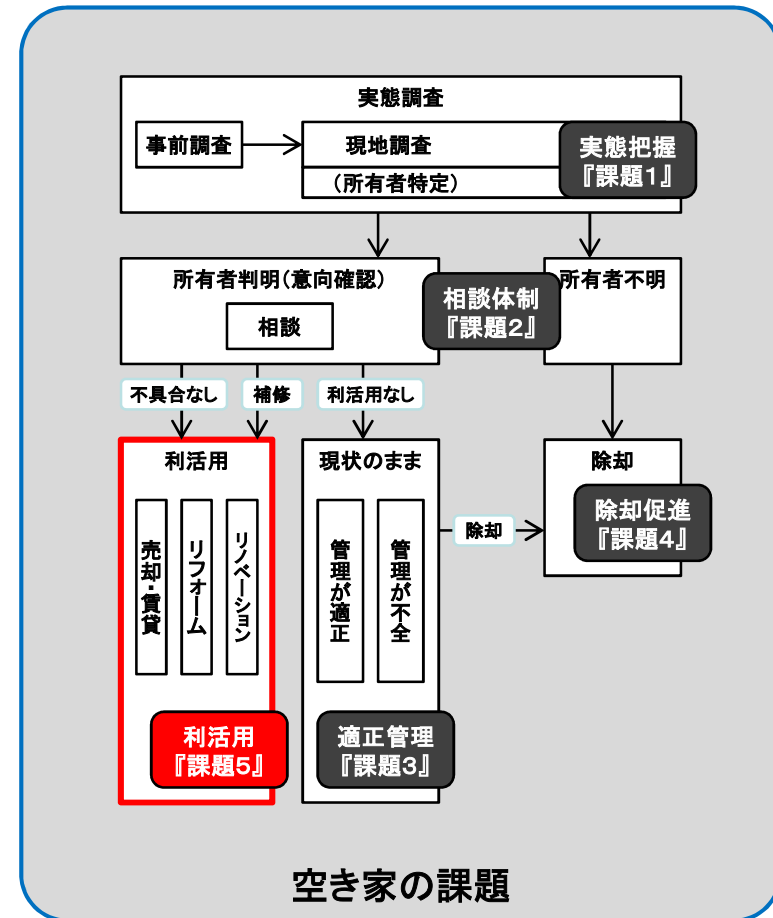 実態調査
事前調査
現地調査
(所有者特定)
実態把握
『課題1』
所有者判明(意向確認)
相談
相談体制
『課題2』
所有者不明
不具合なし
補修
利活用なし
利活用
売却・賃貸
リフォーム
リノベーション
利活用
『課題5』
現状のまま
管理が適正
管理が不全
適正管理
『課題3』
除却
除却
除却促進
『課題4』
空き家の課題